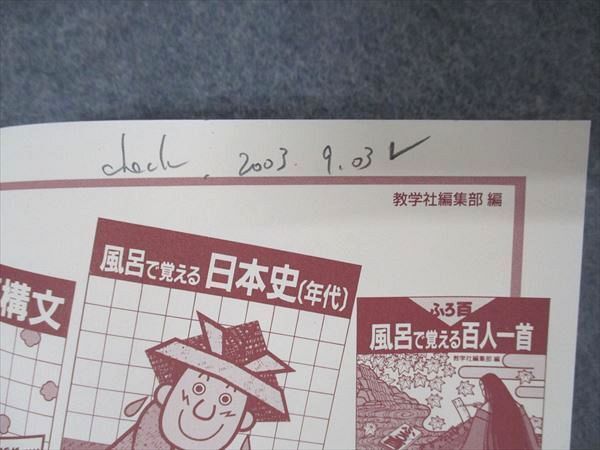 check. 2003. 9. 03 ✓
教学社編集部 編
風呂で覚える 日本史(年代)
構文
ふろ百
風呂で覚える百人一首
教学社編集部 編